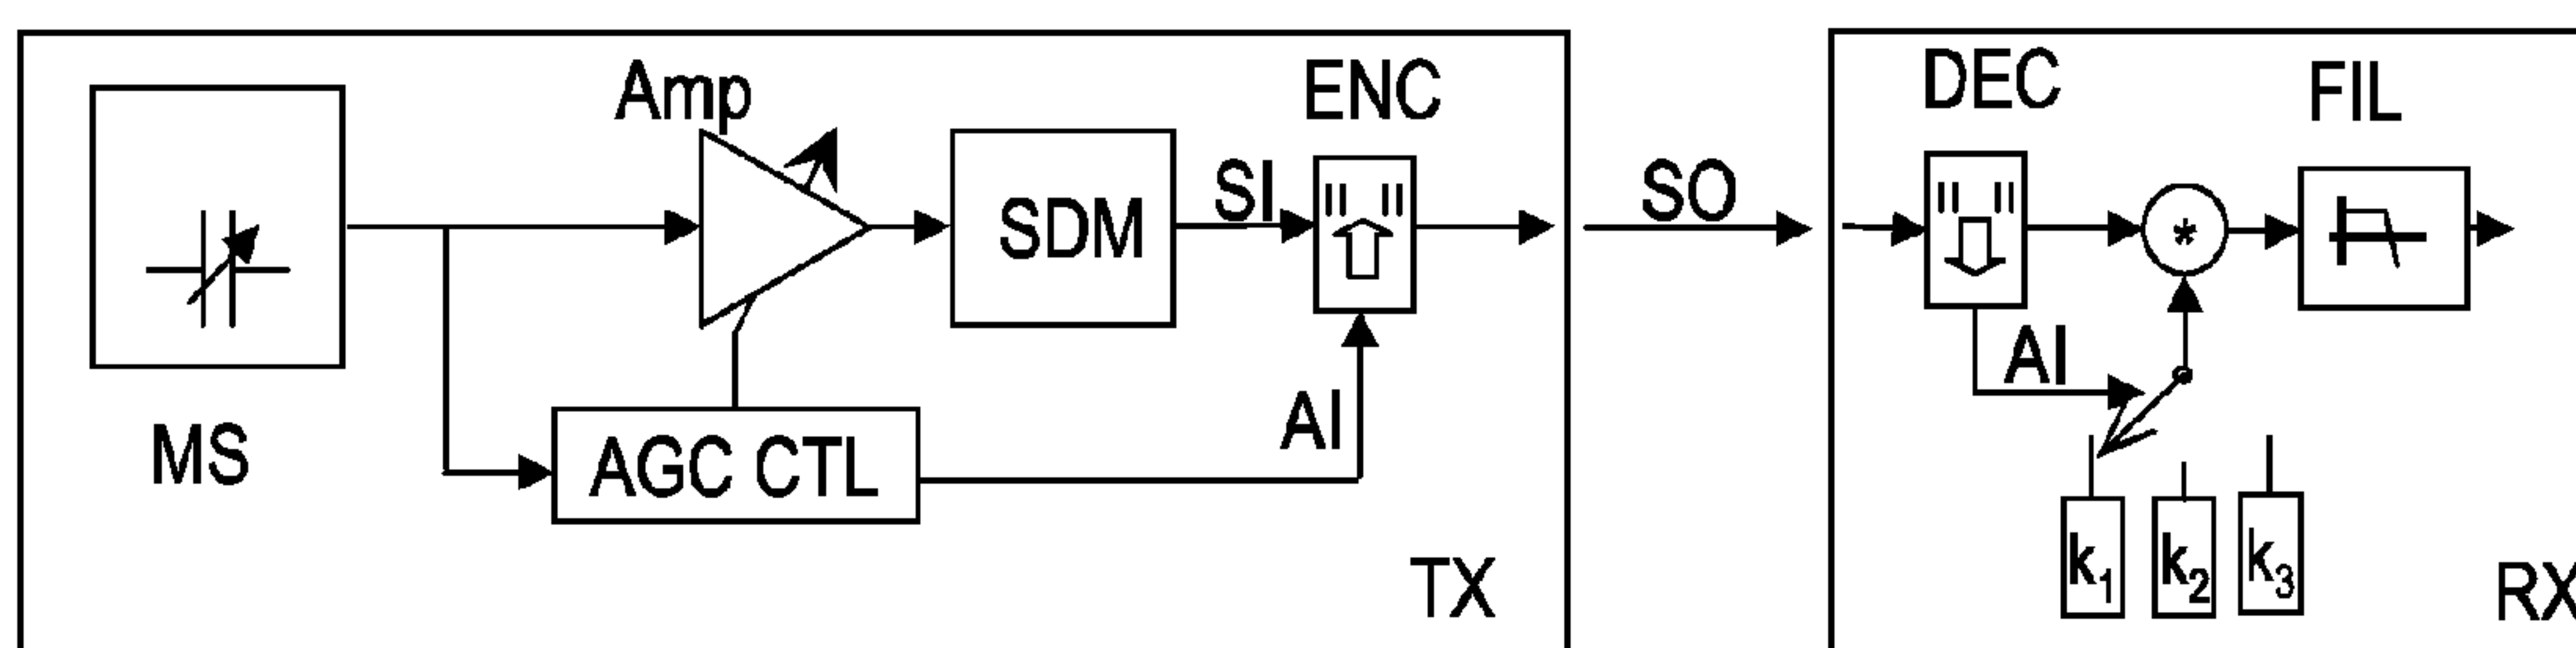 Amp
ENC
DEC
FIL
SDM
SI
SO
*
MS
AGC CTL
AI
AI
k1
k2
k3
TX
RX